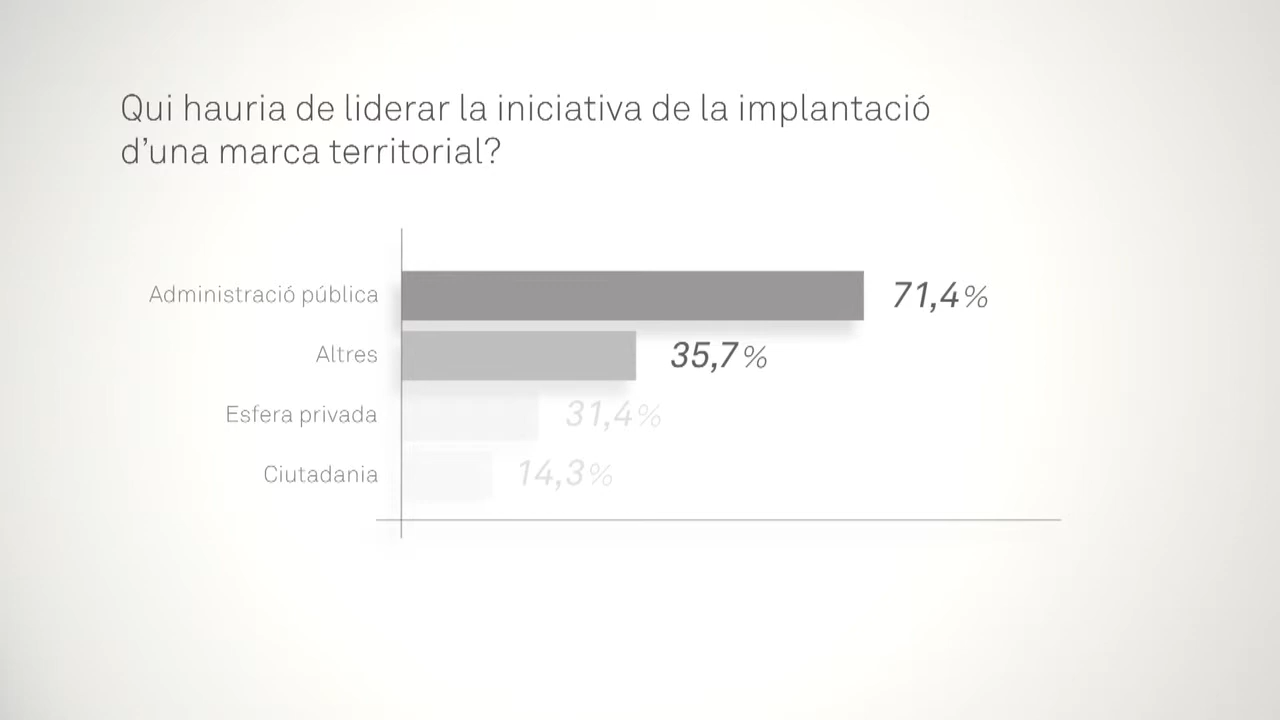 Qui hauria de liderar la iniciativa de la implantació
d’una marca territorial?
Administració pública 71,4%
Altres 35,7%
Esfera privada 31,4%
Ciutadania 14,3%